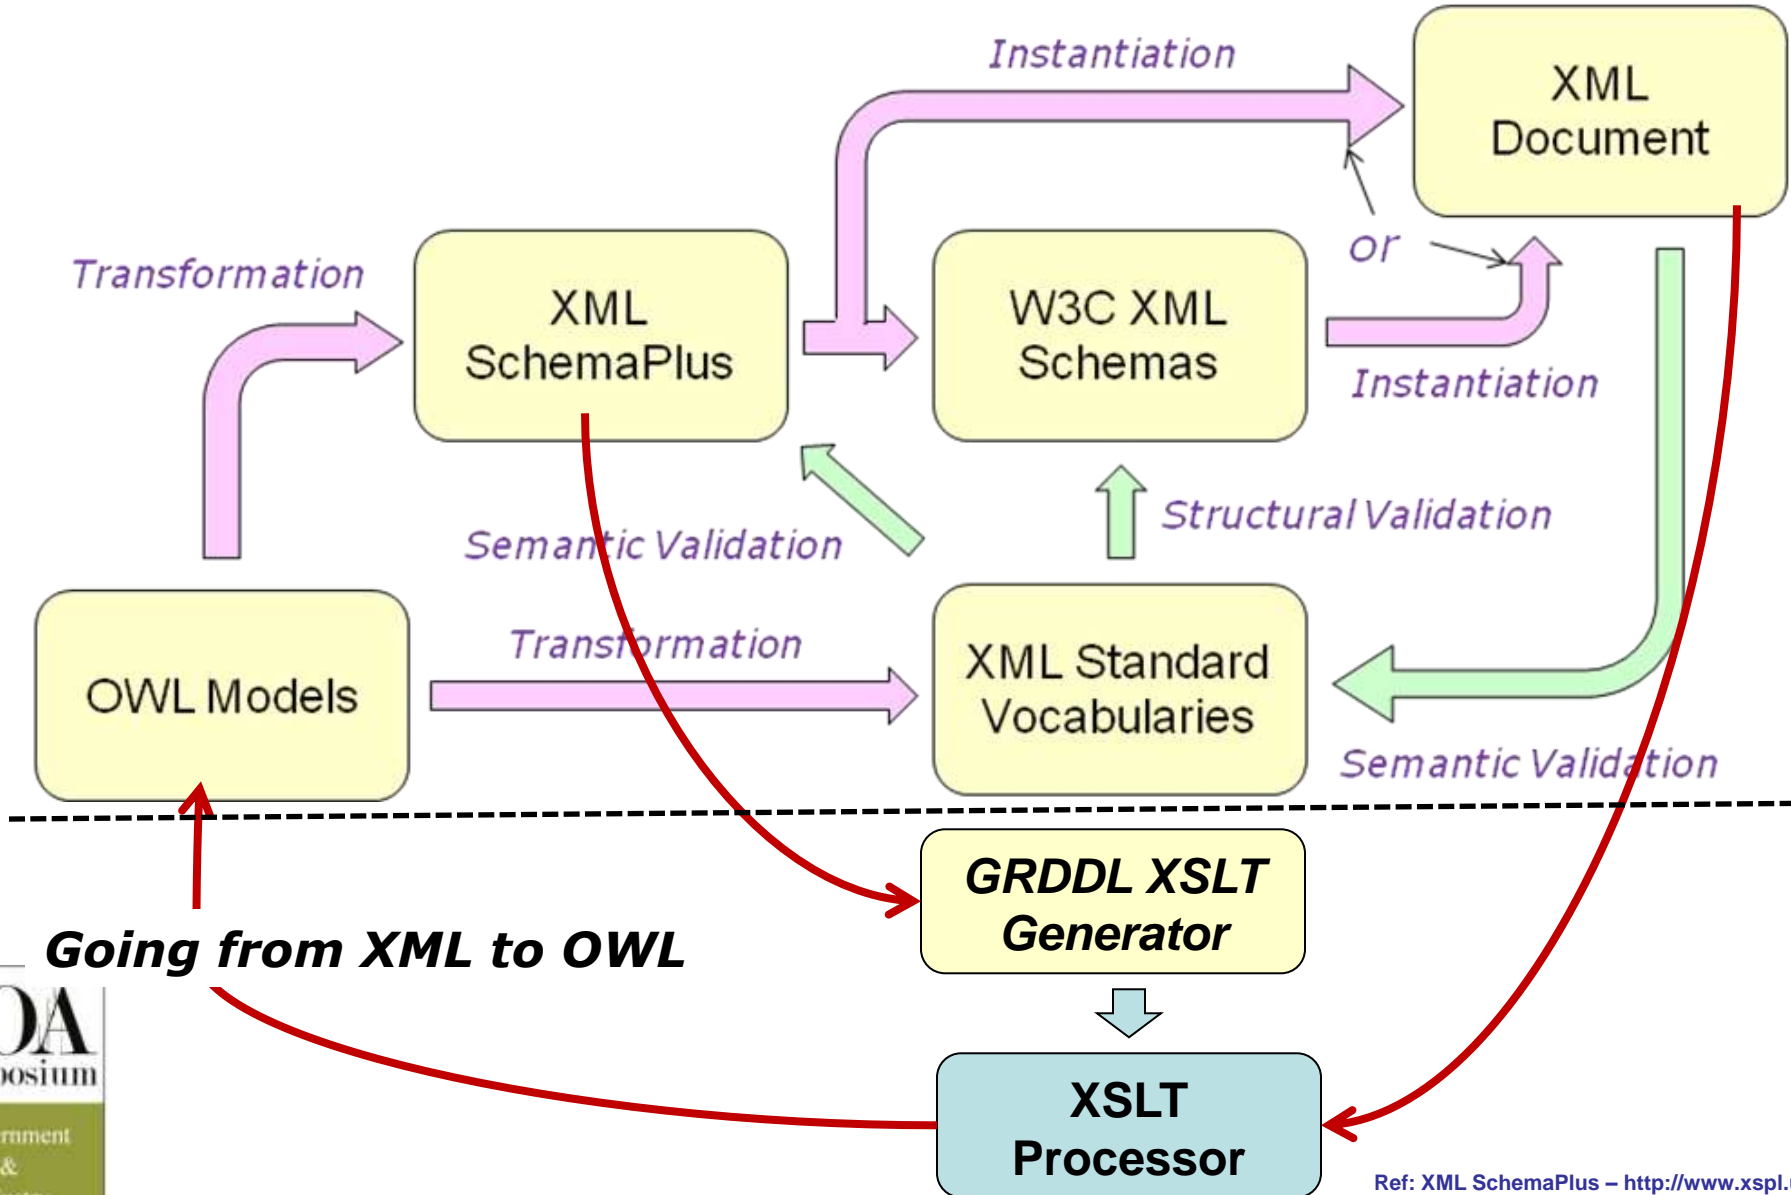 Instantiation
XML
Document
Transformation
XML
SchemaPlus
W3C XML
Schemas
or
Instantiation
Semantic Validation
Structural Validation
OWL Models
Transformation
XML Standard
Vocabularies
Semantic Validation
GRDDL XSLT
Generator
Going from XML to OWL
XSLT
Processor
&
Ref: XML SchemaPlus – http://www.xspl.